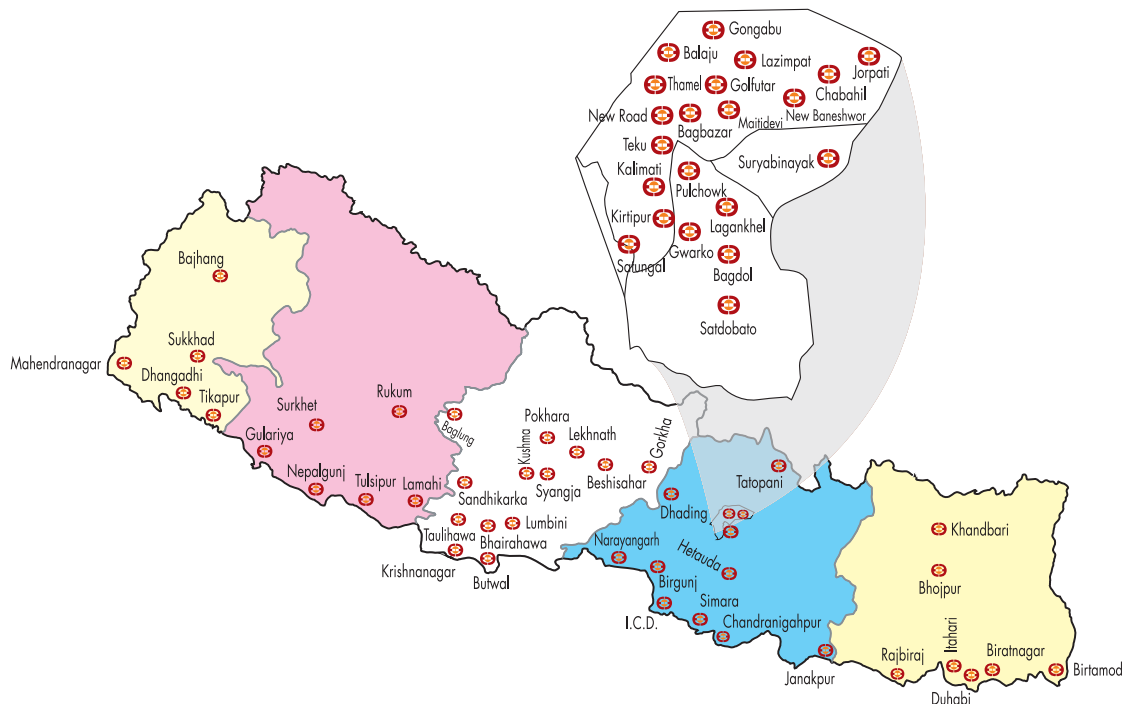 Gongabu
Balaju
Lazimpat
Jorpati
Thamel
Golfutar
Chabahil
New Road
Bagbazar
Maitidevi
New Baneshwor
Teku
Suryabinayak
Kalimati
Pulchowk
Kirtipur
Lagankhel
Satungal
Gwarko
Bagdol
Satdobato
Bajhang
Sukkhad
Mahendranagar
Dhangadhi
Tikapur
Rukum
Surkhet
Gulariya
Nepalgunj
Tulsipur
Lamahi
Baglung
Pokhara
Kushma
Lekhnath
Gorkha
Syangja
Beshisahar
Sandhikarka
Lumbini
Taulihawa
Bhairahawa
Krishnanagar
Butwal
Tatopani
Dhading
Narayangarh
Hetauda
Birgunj
Simara
I.C.D.
Chandranigahpur
Janakpur
Khandbari
Bhojpur
Itahari
Rajbiraj
Biratnagar
Birtamod
Duhabi